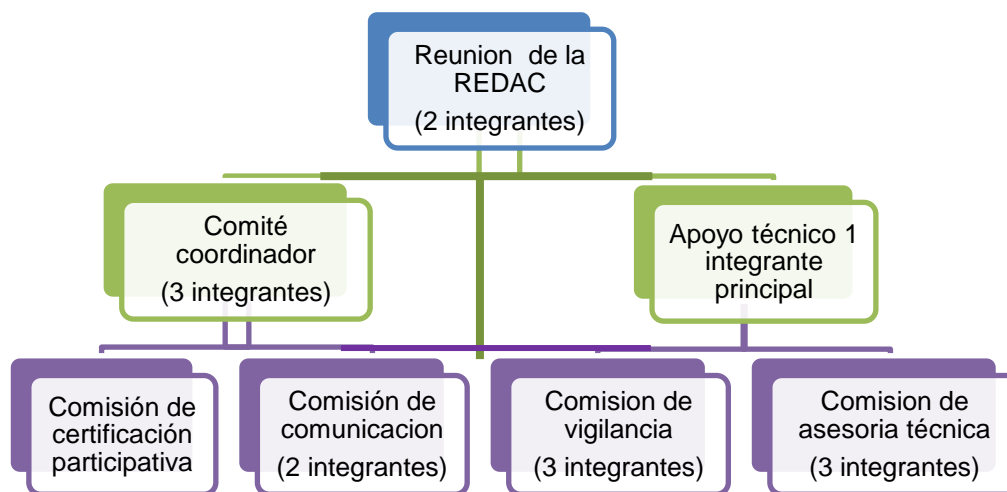 Reunion de la
REDAC
(2 integrantes)
Comité
coordinador
(3 integrantes)
Apoyo técnico 1
integrante
principal
Comisión de
certificación
participativa
Comisión de
comunicacion
(2 integrantes)
Comision de
vigilancia
(3 integrantes)
Comision de
asesoria técnica
(3 integrantes)